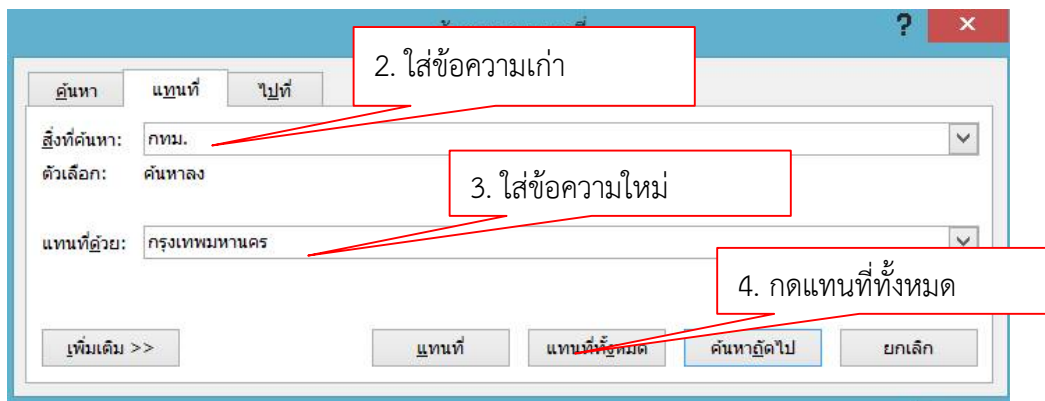 ?
×
2. ใส่ข้อความเก่า
ค้นหา แทนที่ ไปที่
สิ่งที่ค้นหา: กทม.
ตัวเลือก: ค้นหาลง
3. ใส่ข้อความใหม่
แทนที่ด้วย: กรุงเทพมหานคร
4. กดแทนที่ทั้งหมด
เพิ่มเติม >> แทนที่ แทนที่ทั้งหมด ค้นหาถัดไป ยกเลิก